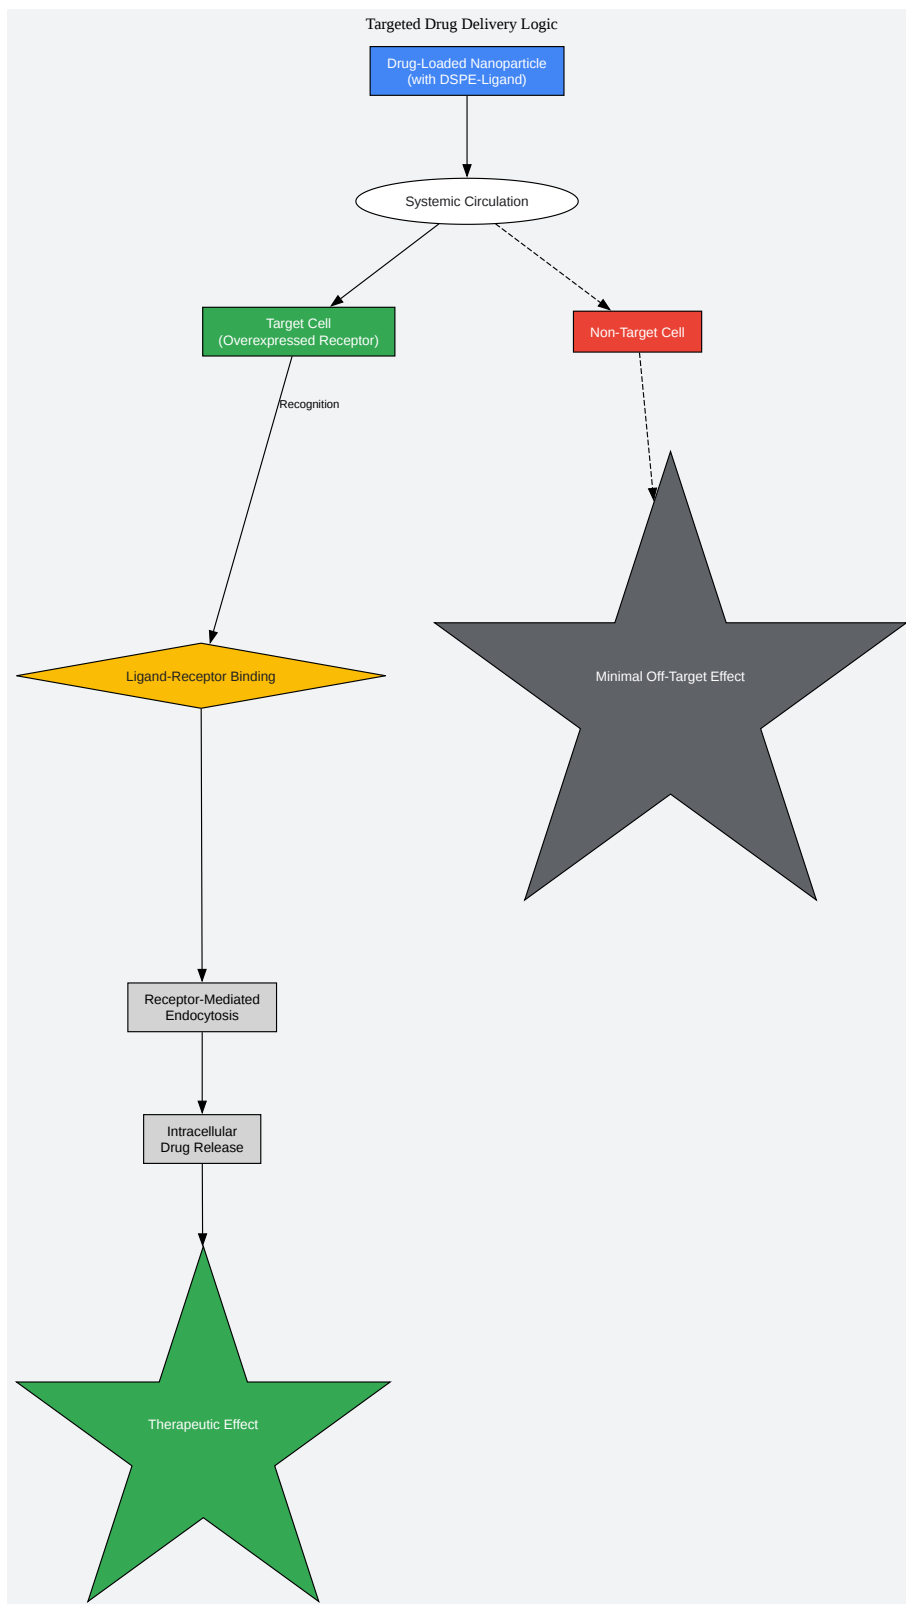 Targeted Drug Delivery Logic
Drug-Loaded Nanoparticle
(with DSPE-Ligand)
Systemic Circulation
Target Cell
(Overexpressed Receptor)
Non-Target Cell
Recognition
Ligand-Receptor Binding
Minimal Off-Target Effect
Receptor-Mediated
Endocytosis
Intracellular
Drug Release
Therapeutic Effect